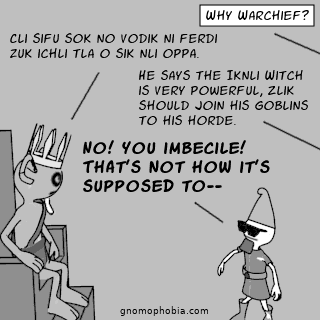 WHY WARCHIEF?
CLI SIFU SOK NO VODIK NI FERDI
ZUK ICHLI TLA O SIK NLI OPPA.
HE SAYS THE IKNLI WITCH
IS VERY POWERFUL, ZLIK
SHOULD JOIN HIS GOBLINS
TO HIS HORDE.
NO! YOU IMBECILE!
THAT'S NOT HOW IT'S
SUPPOSED TO--
gnomophobia.com